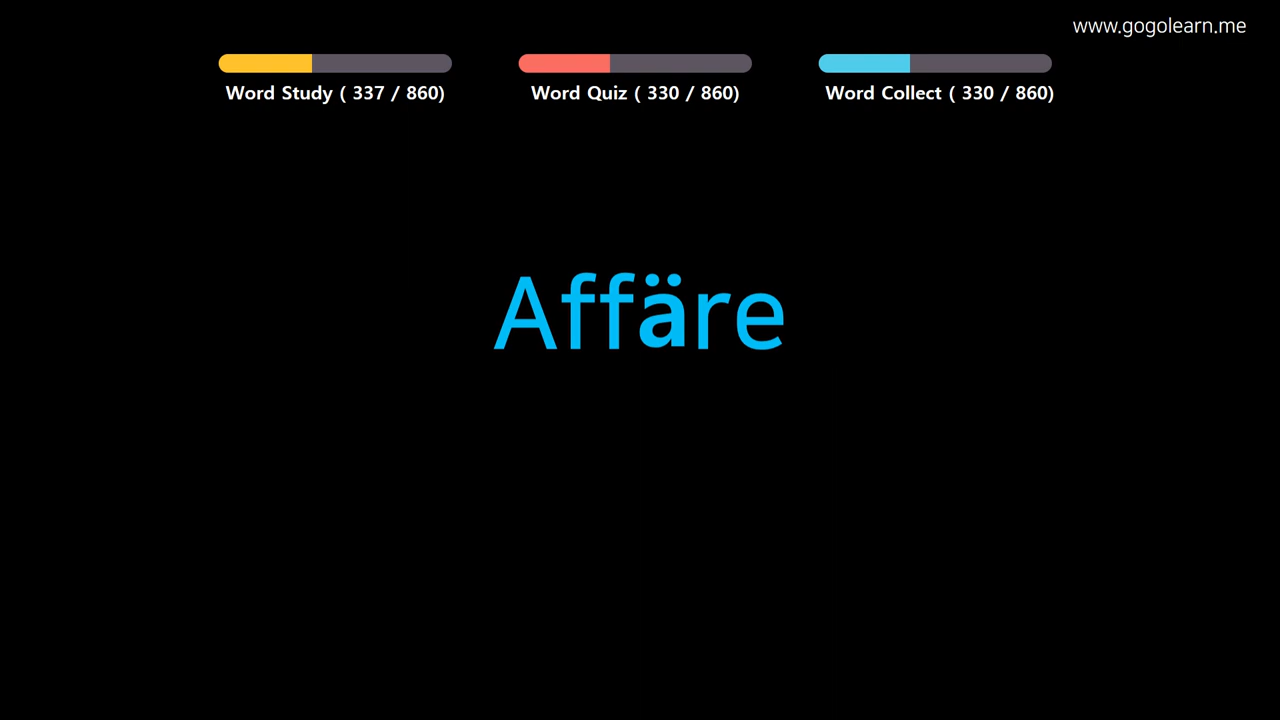 www.gogolearn.me
Word Study ( 337 / 860)
Word Quiz ( 330 / 860)
Word Collect ( 330 / 860)
Affäre